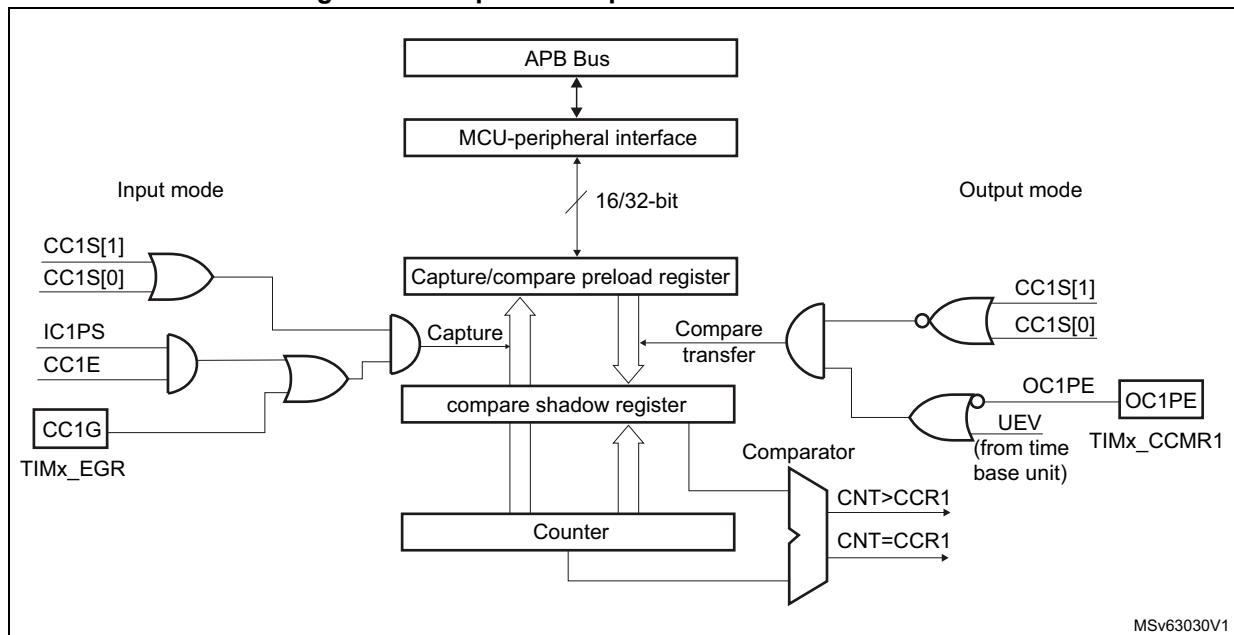 APB Bus
MCU-peripheral interface
Input mode
16/32-bit
Output mode
CC1S[1]
CC1S[0]
Capture/compare preload register
CC1S[1]
CC1S[0]
IC1PS
CC1E
Capture
Compare
transfer
CC1G
TIMx_EGR
compare shadow register
OC1PE
OC1PE
UEV
(from time
base unit)
TIMx_CCMR1
Comparator
CNT>CCR1
Counter
CNT=CCR1
MSv63030V1